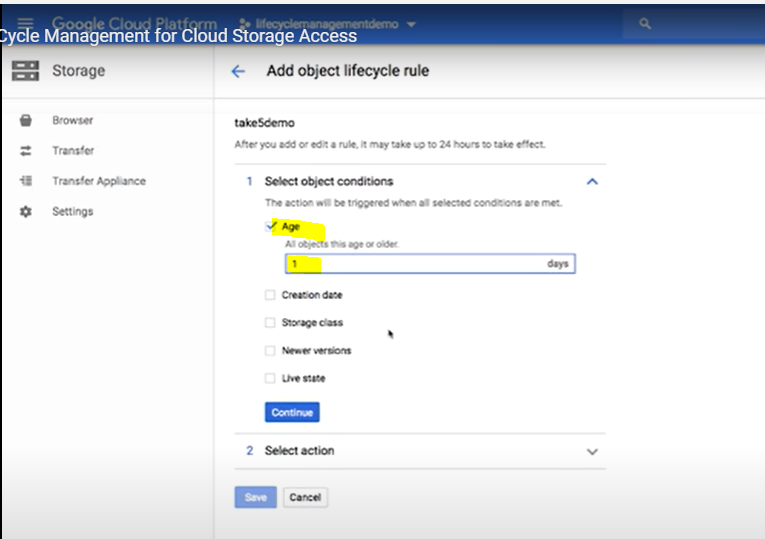 Google Cloud Platform
lifecyclemanagementdemo
Cycle Management for Cloud Storage Access
Storage
Add object lifecycle rule
Browser
Transfer
Transfer Appliance
Settings
take5demo
After you add or edit a rule, it may take up to 24 hours to take effect.
1 Select object conditions
The action will be triggered when all selected conditions are met.
Age
All objects this age or older.
1 days
Creation date
Storage class
Newer versions
Live state
Continue
2 Select action
Save Cancel